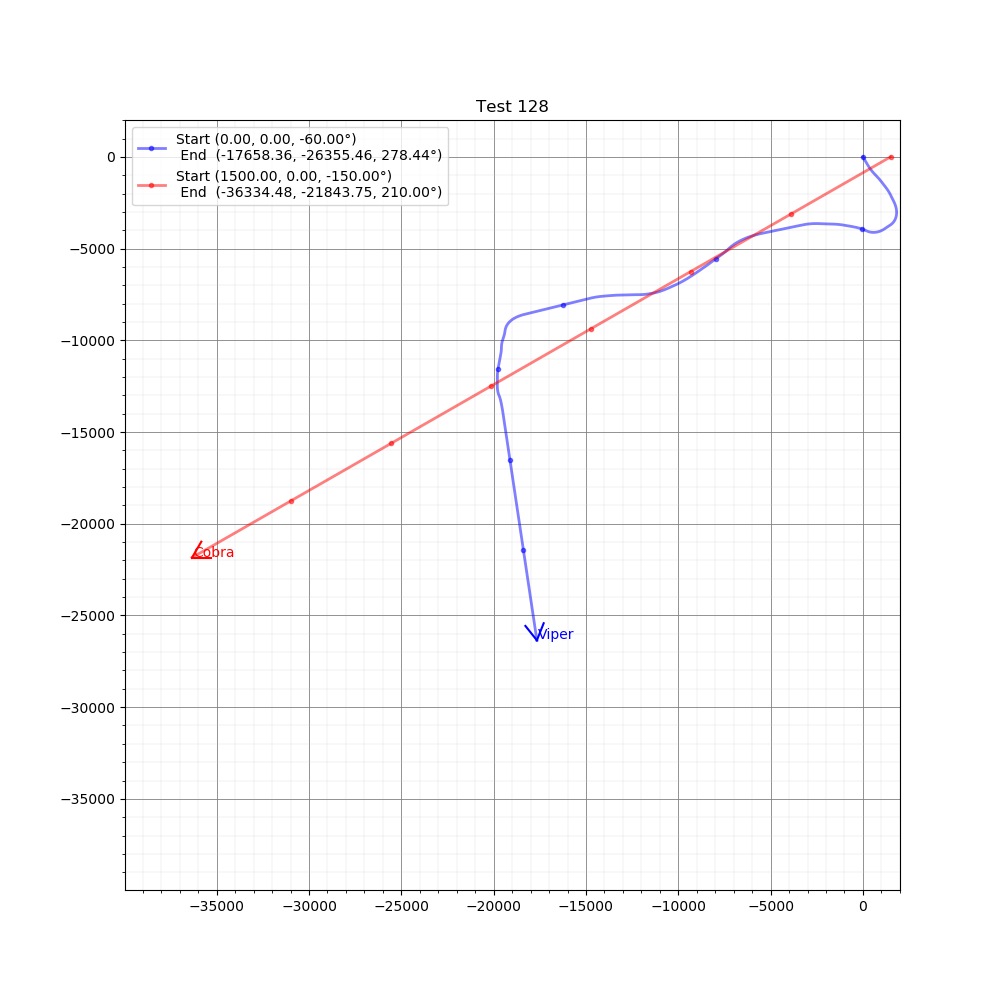 Test 128
Start (0.00, 0.00, -60.00°)
End  (-17658.36, -26355.46, 278.44°)
Start (1500.00, 0.00, -150.00°)
End  (-36334.48, -21843.75, 210.00°)
0
−5000
−10000
−15000
−20000
−25000
−30000
−35000
Cobra
Viper
−35000 −30000 −25000 −20000 −15000 −10000 −5000 0